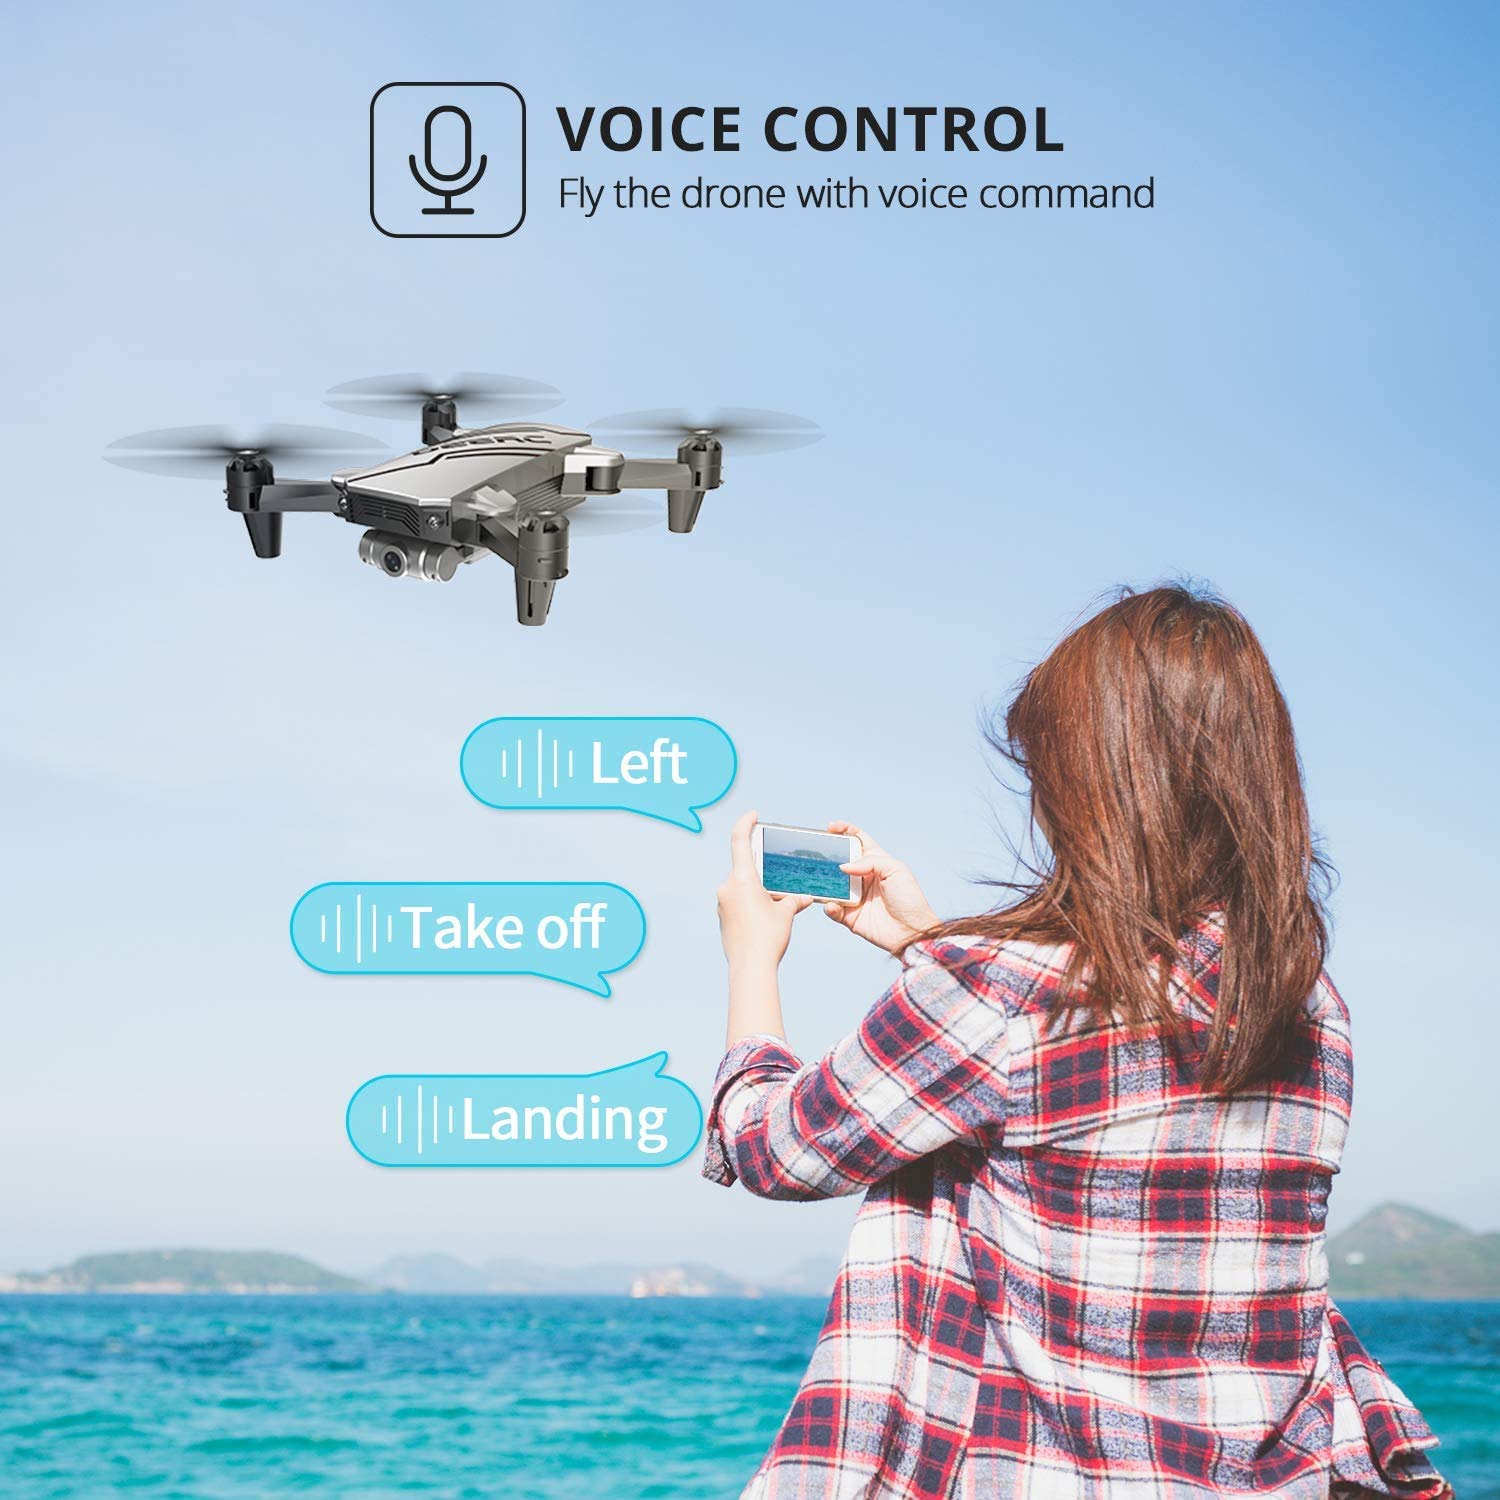 VOICE CONTROL
Fly the drone with voice command
Left
Take off
Landing